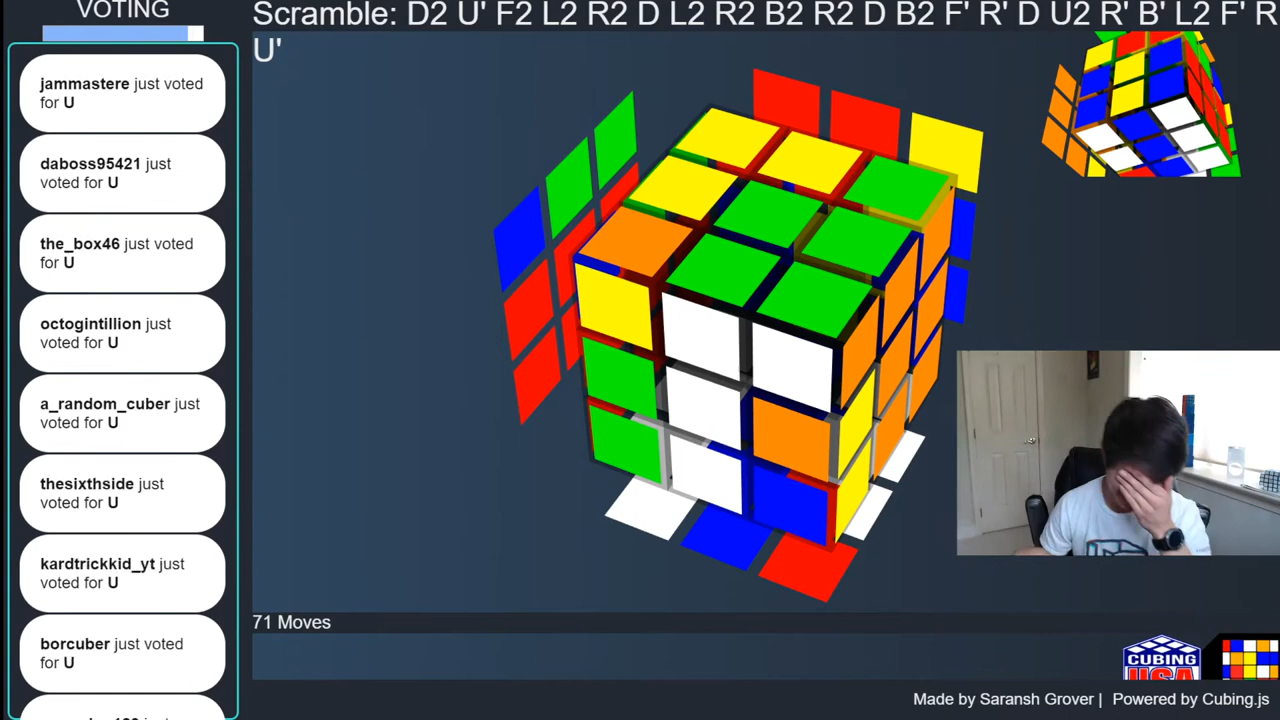 VOTING
Scramble: D2 U' F2 L2 R2 D L2 R2 B2 R2 D B2 F' R' D U2 R' B' L2 F' R
U'
jammastere just voted
for U
daboss95421 just
voted for U
the_box46 just voted
for U
octogintillion just
voted for U
a_random_cuber just
voted for U
thesixthside just
voted for U
kardtrickkid_yt just
voted for U
borcuber just voted
for U
71 Moves
CUBING
USA
Made by Saransh Grover | Powered by Cubing.js